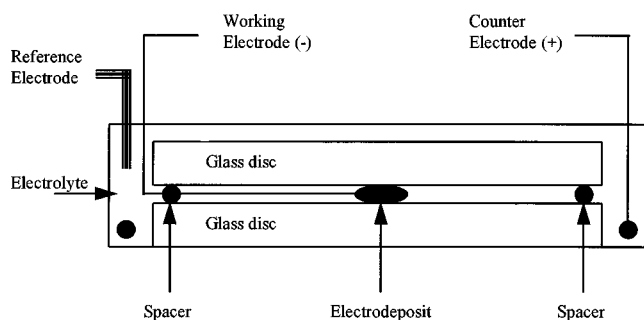 Working
Electrode (-)
Counter
Electrode (+)
Reference
Electrode
Glass disc
Electrolyte
Glass disc
Spacer
Electrodeposit
Spacer